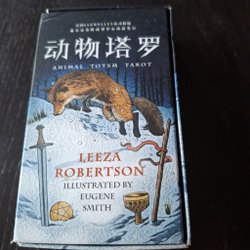 动物塔罗
ANIMAL TOTEM TAROT
LEEZA
ROBERTSON
ILLUSTRATED BY
EUGENE
SMITH